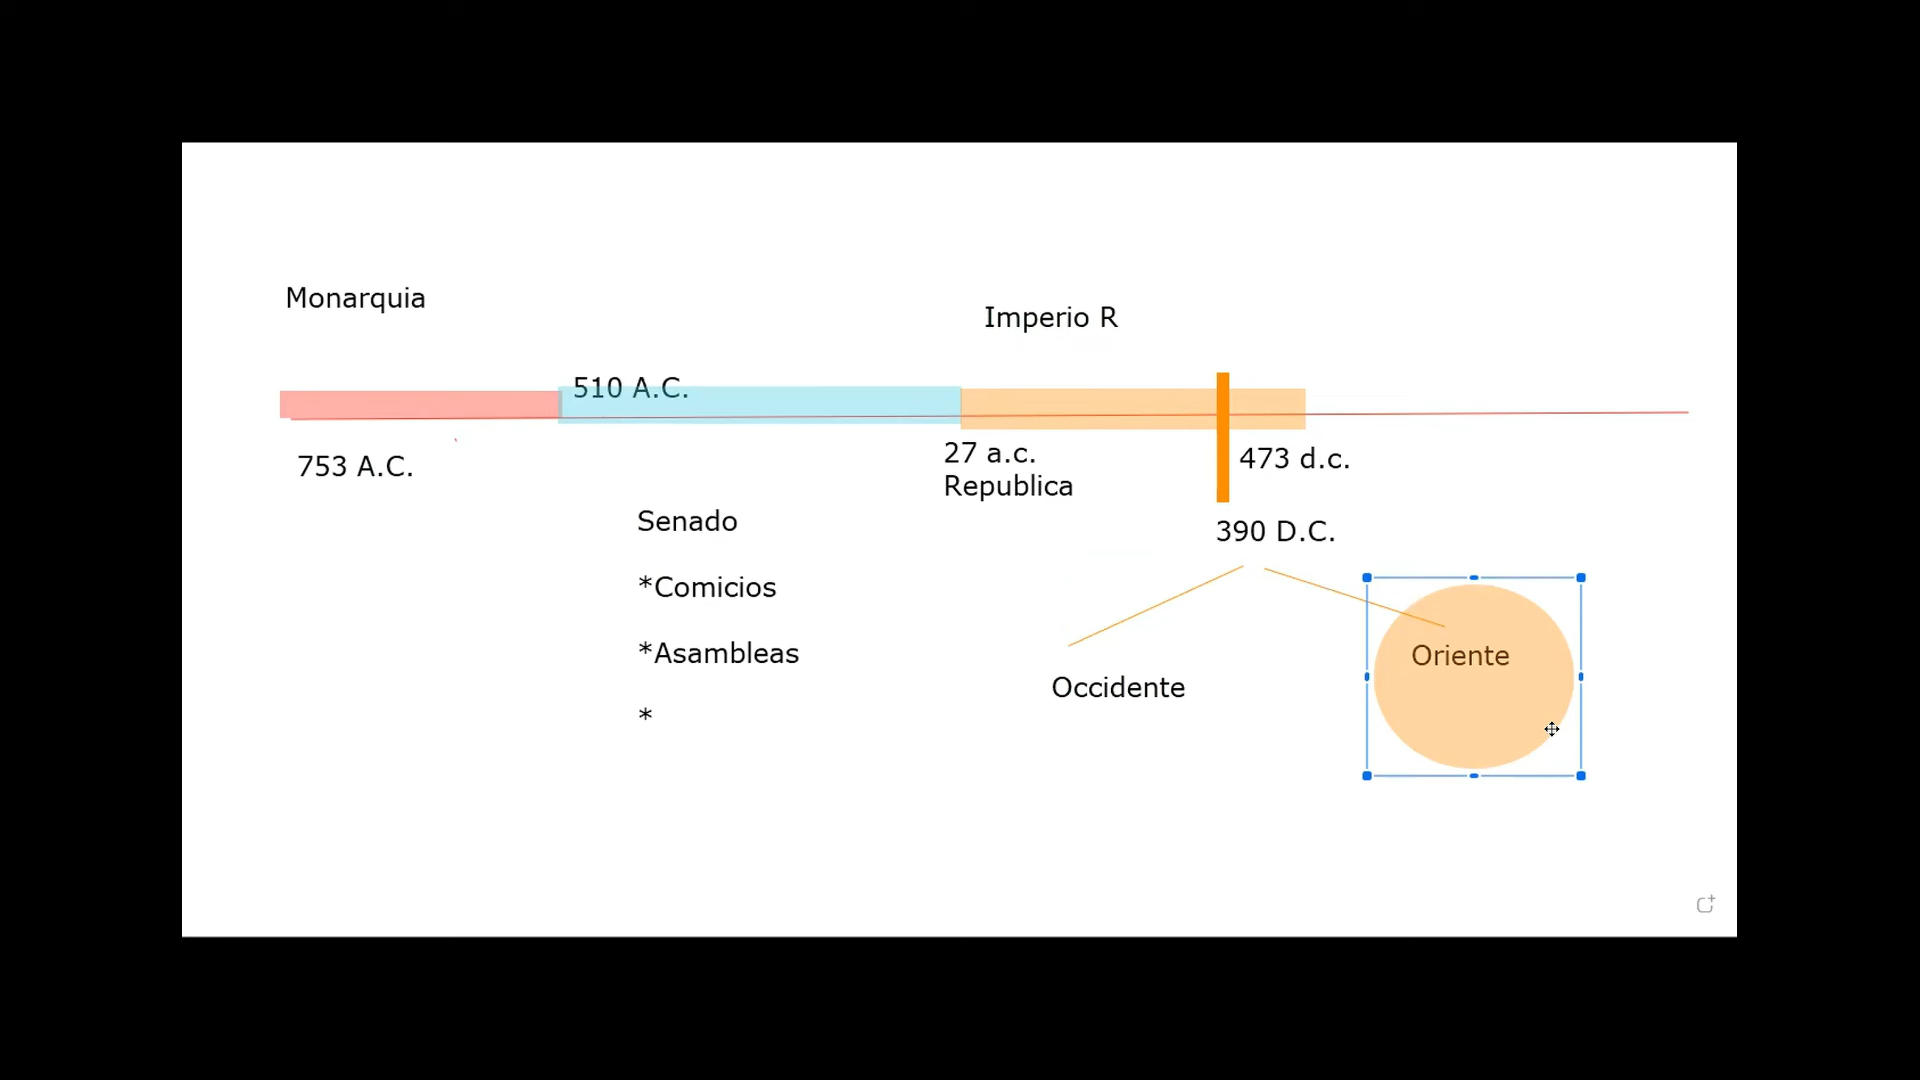 Monarquia
Imperio R
510 A.C.
753 A.C.
27 a.c.
Republica
473 d.c.
390 D.C.
Senado
*Comicios
*Asambleas
*
Occidente
Oriente